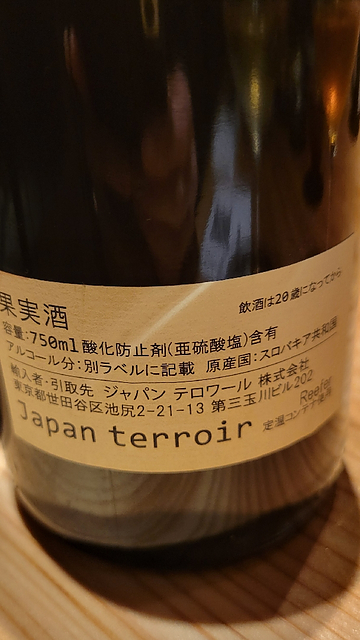 果実酒
飲酒は20歳になってから
容量:750ml 酸化防止剤(亜硫酸塩)含有
アルコール分:別ラベルに記載 原産国:スロバキア共和国
輸入者・引取先 ジャパン テロワール 株式会社
東京都世田谷区池尻2-21-13 第三玉川ビル202
Japan terroir
Reefer
定温コンテナ使用